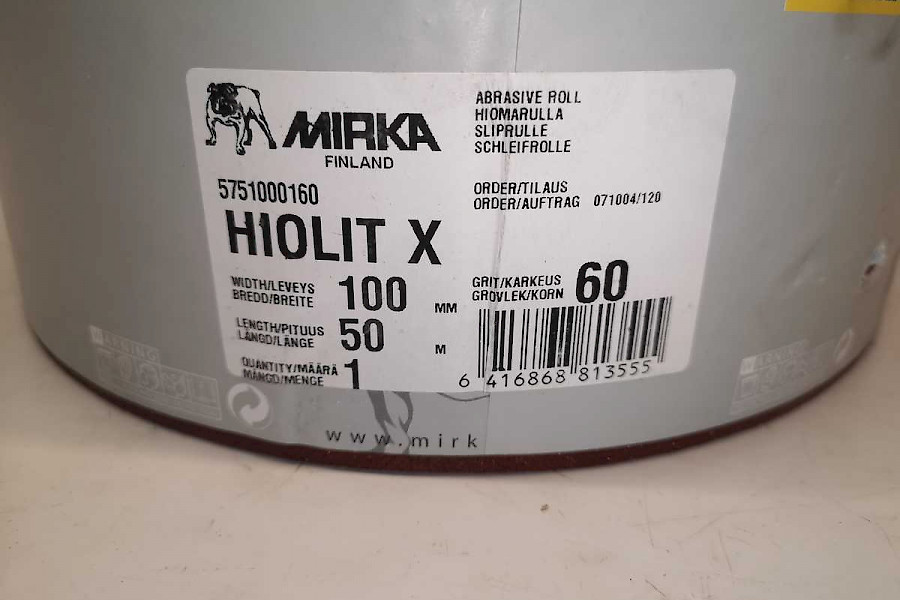 MIRKA
FINLAND
ABRASIVE ROLL
HIOMARULLA
SLIPRULLE
SCHLEIFROLLE
5751000160
HIOLIT X
ORDER/TILAUS
ORDER/AUFTRAG 071004/120
WIDTH/LEVEYS
BREDD/BREITE 100 MM
GRIT/KARKEUS
GROVLEK/KORN 60
LENGTH/PITUUS
LÄNGD/LÄNGE 50 M
QUANTITY/MÄÄRÄ
MÄNGD/MENGE 1
6 416868 813555
www.mirk